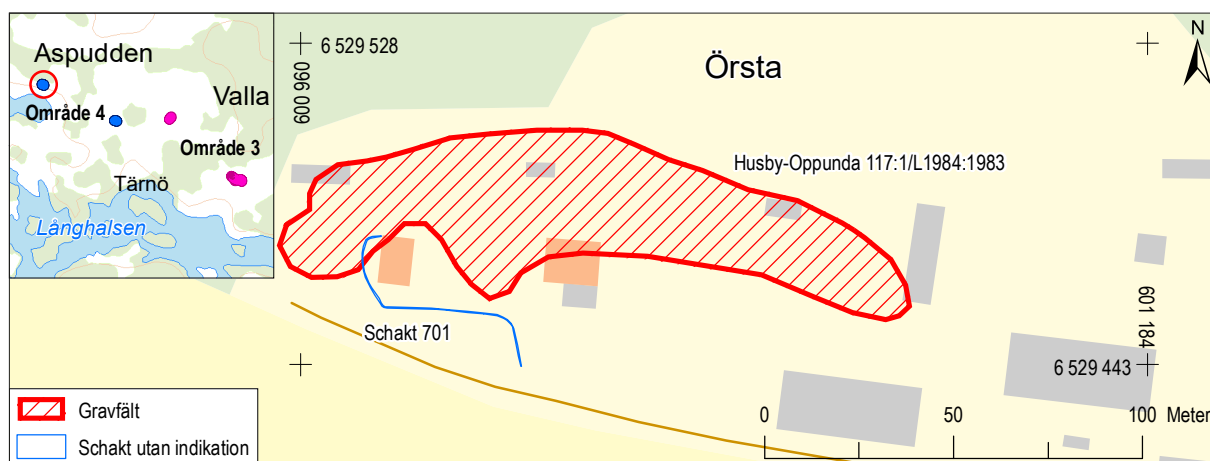 Aspudden
Valla
Område 4
Område 3
Tärnö
Långhalsen
6 529 528
600 960
Örsta
N
Husby-Oppunda 117:1/L1984:1983
Schakt 701
601 184
6 529 443
Gravfält
Schakt utan indikation
0 50 100 Meter